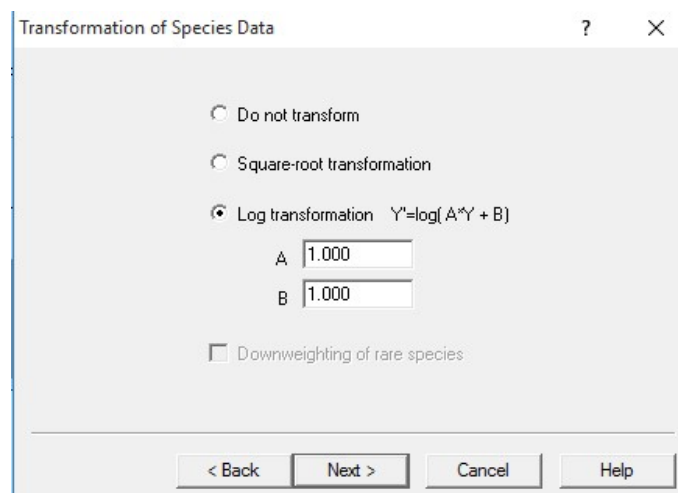 Transformation of Species Data ? X
Do not transform
Square-root transformation
Log transformation Y'=log( A*Y + B)
A 1.000
B 1.000
Downweighting of rare species
< Back Next > Cancel Help